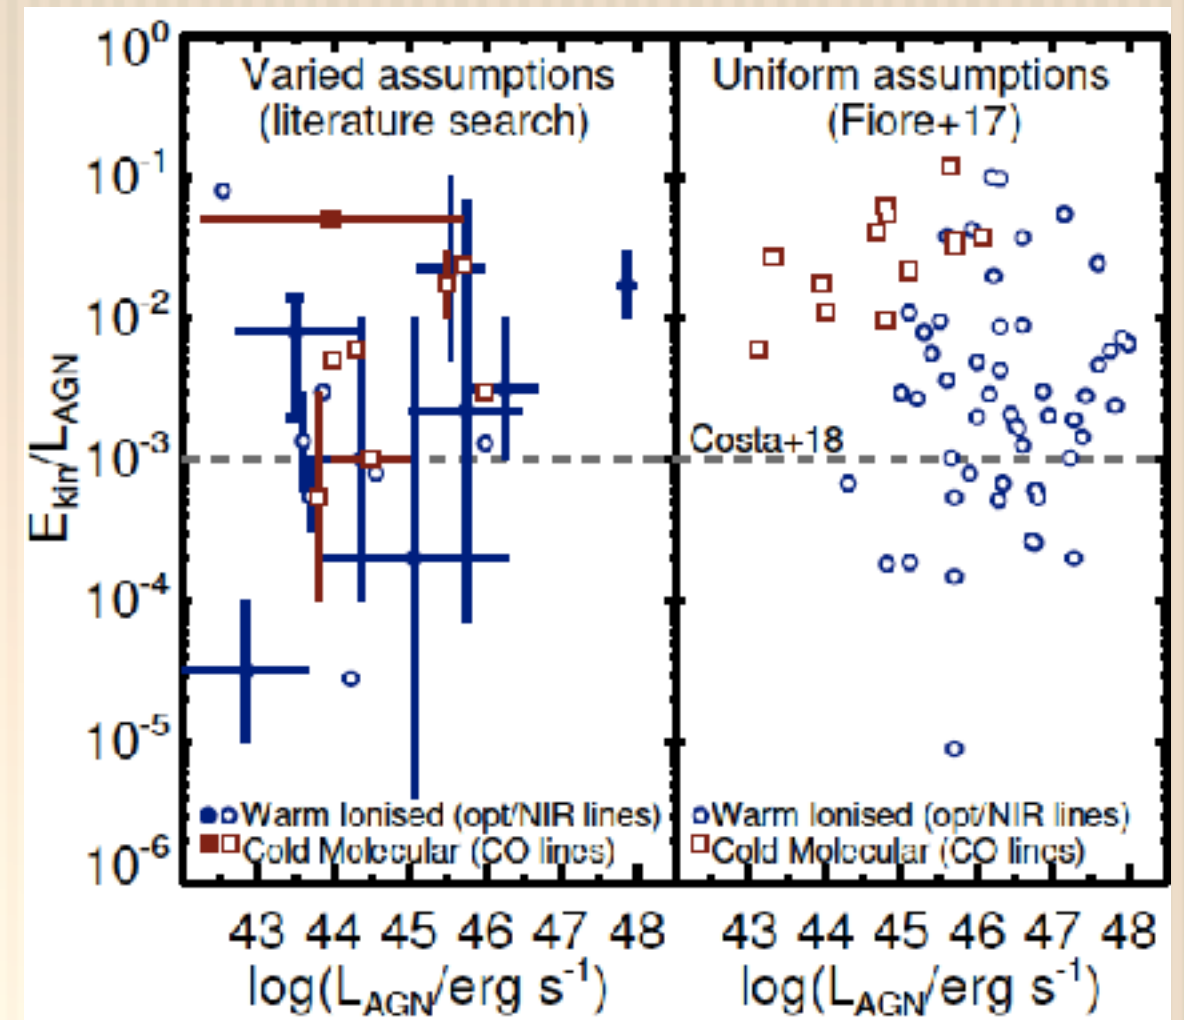 Varied assumptions
(literature search)
Uniform assumptions
(Fiore+17)
E_kin/L_AGN
10^0
10^-1
10^-2
10^-3
10^-4
10^-5
10^-6
Costa+18
Warm Ionised (opt/NIR lines)
Cold Molecular (CO lines)
Warm Ionised (opt/NIR lines)
Cold Molecular (CO lines)
43 44 45 46 47 48
43 44 45 46 47 48
log(L_AGN/erg s^-1)
log(L_AGN/erg s^-1)